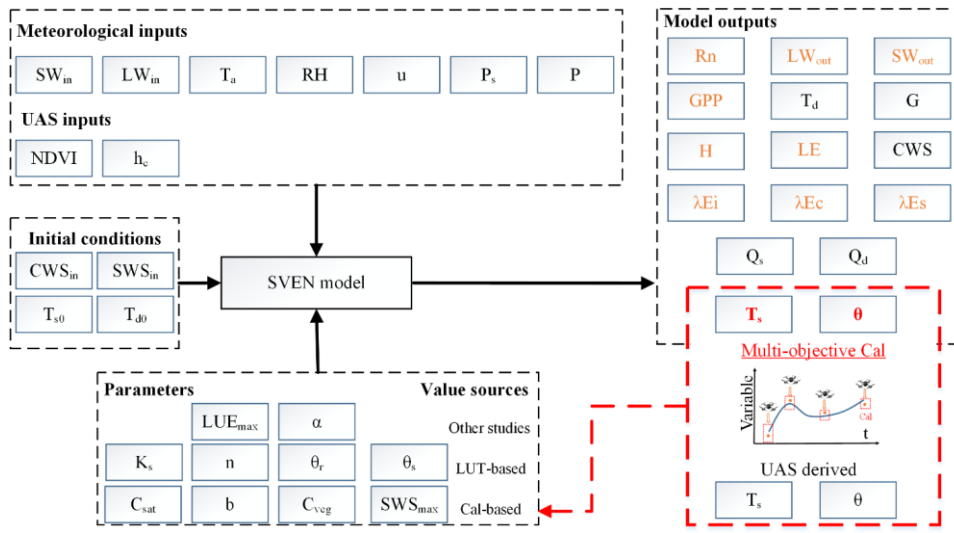 Meteorological inputs
SWin LWin Ta RH u Ps P
UAS inputs
NDVI hc
Initial conditions
CWSin SWSin
Ts0 Td0
SVEN model
Parameters Value sources
LUEmax α Other studies
Ks n θr θs LUT-based
Csat b Cveg SWSmax Cal-based
Model outputs
Rn LWout SWout
GPP Td G
H LE CWS
λEi λEc λEs
Qs Qd
Ts θ
Multi-objective Cal
Variable
Cal
t
UAS derived
Ts θ